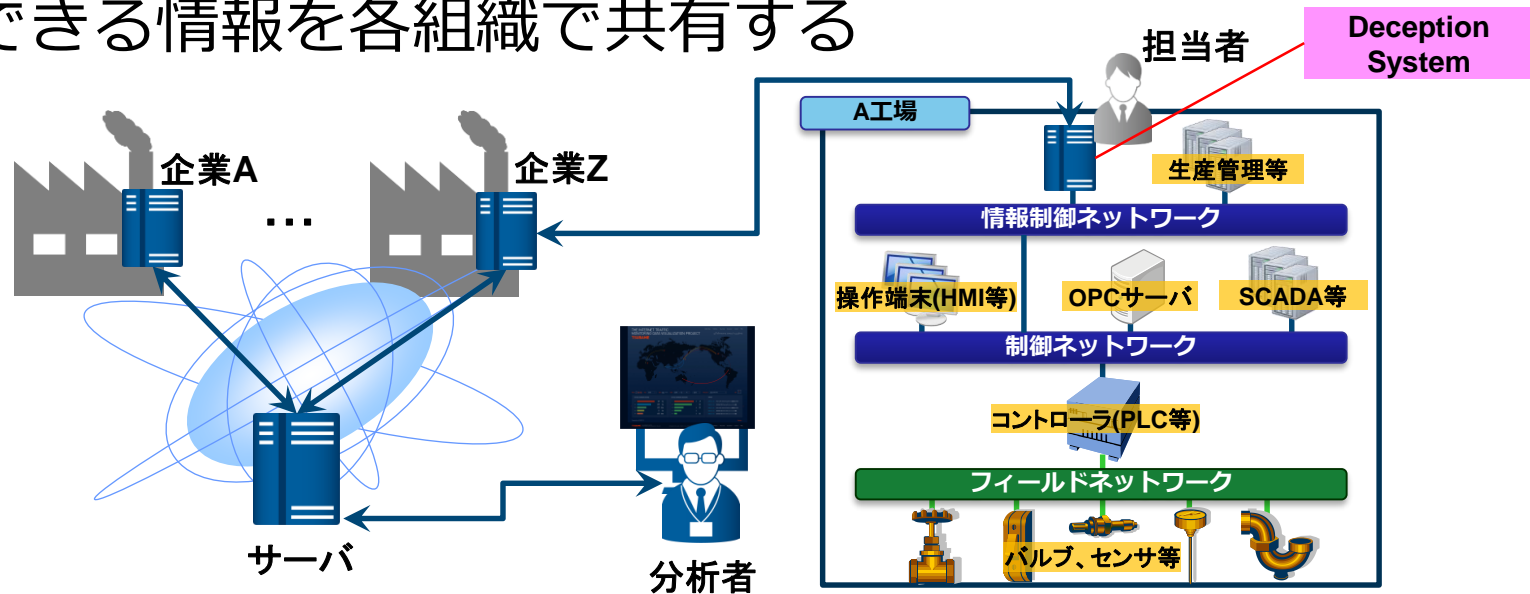 できる情報を各組織で共有する
Deception
System
担当者
A工場
企業A
…
企業Z
生産管理等
情報制御ネットワーク
操作端末(HMI等)
OPCサーバ
SCADA等
制御ネットワーク
コントローラ(PLC等)
フィールドネットワーク
バルブ、センサ等
サーバ
分析者